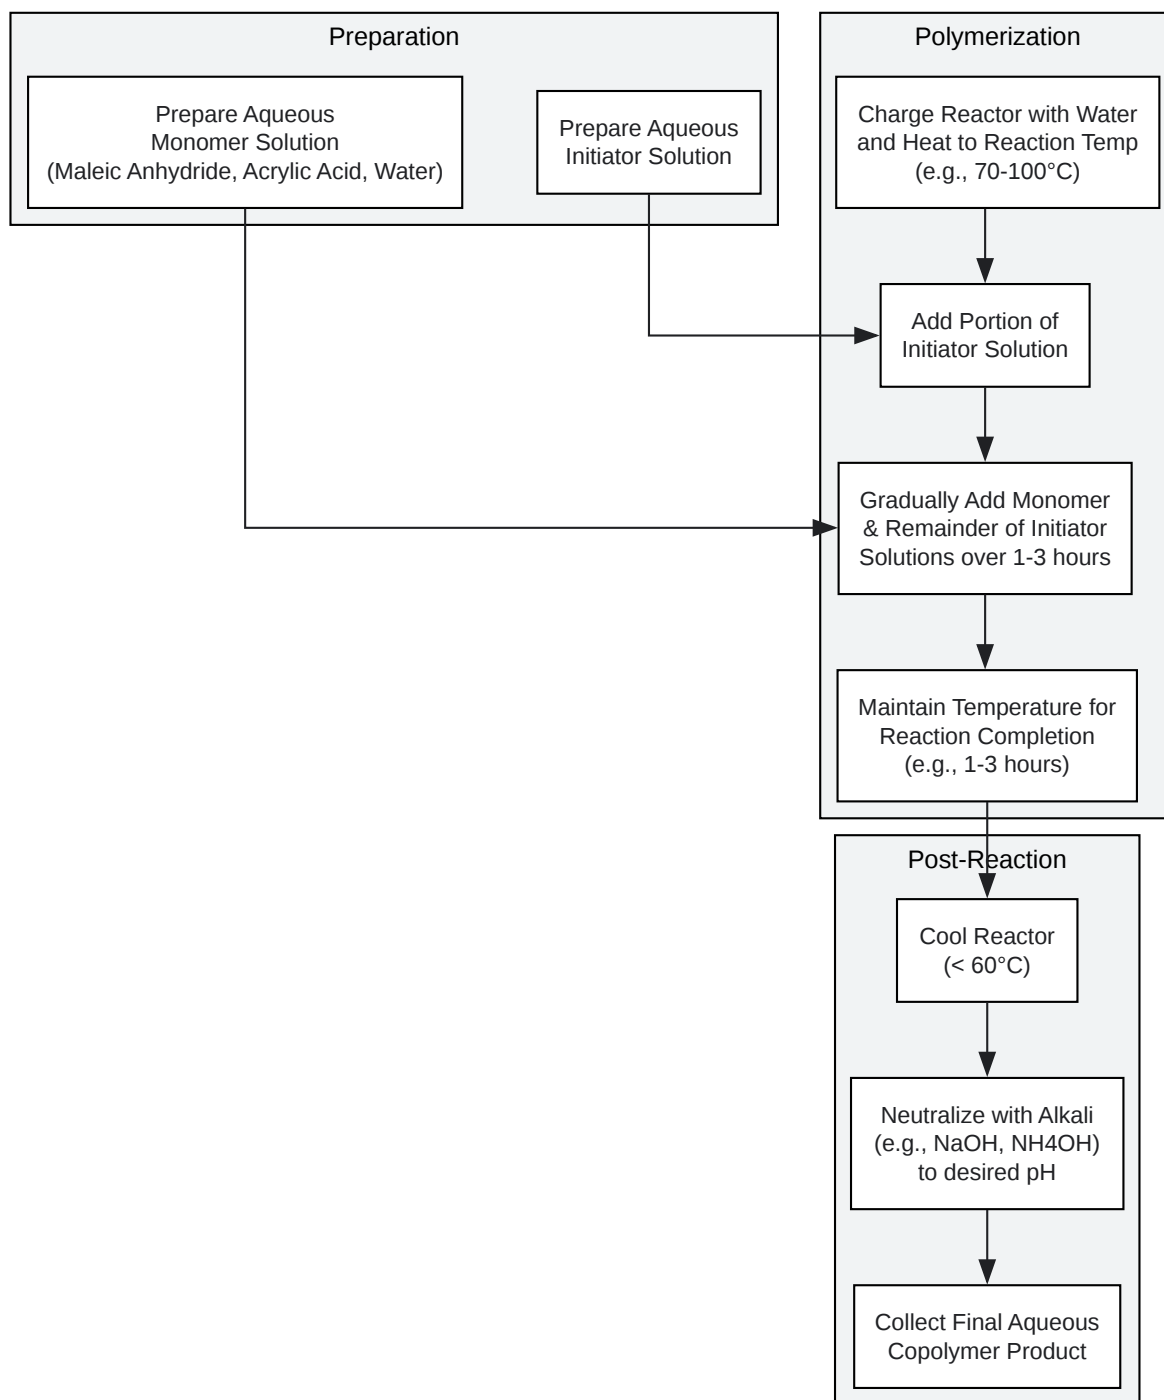 Preparation
Prepare Aqueous
Monomer Solution
(Maleic Anhydride, Acrylic Acid, Water)
Prepare Aqueous
Initiator Solution
Polymerization
Charge Reactor with Water
and Heat to Reaction Temp
(e.g., 70-100°C)
Add Portion of
Initiator Solution
Gradually Add Monomer
& Remainder of Initiator
Solutions over 1-3 hours
Maintain Temperature for
Reaction Completion
(e.g., 1-3 hours)
Post-Reaction
Cool Reactor
(< 60°C)
Neutralize with Alkali
(e.g., NaOH, NH4OH)
to desired pH
Collect Final Aqueous
Copolymer Product